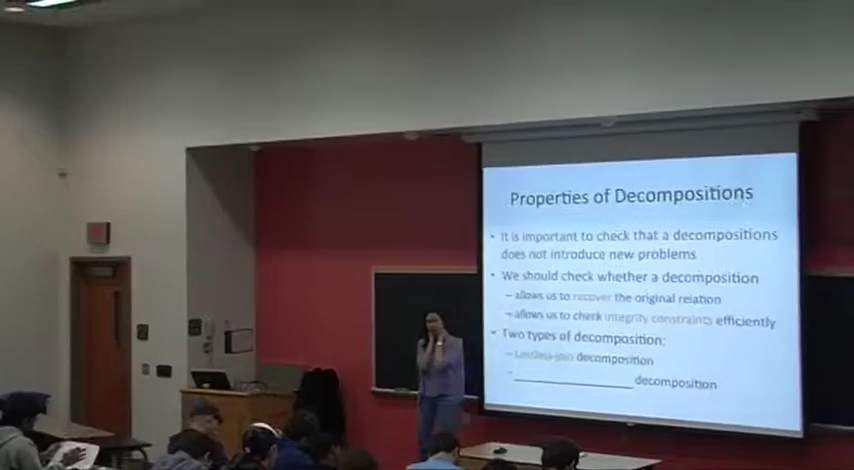 Properties of Decompositions
• It is important to check that a decompositions
does not introduce new problems
• We should check whether a decomposition
– allows us to recover the original relation
– allows us to check integrity constraints efficiently
• Two types of decomposition:
– Lossless-join decomposition
– ____________________ decomposition